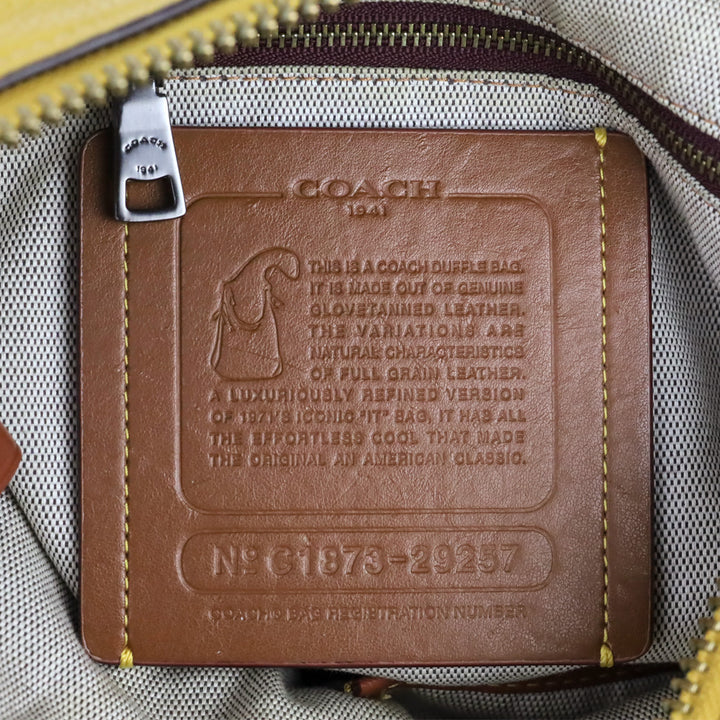 COACH
1941
COACH
1941
THIS IS A COACH DUFFLE BAG.
IT IS MADE OUT OF GENUINE
GLOVETANNED LEATHER.
THE VARIATIONS ARE
NATURAL CHARACTERISTICS
OF FULL GRAIN LEATHER.
A LUXURIOUSLY REFINED VERSION
OF 1971'S ICONIC "IT" BAG, IT HAS ALL
THE EFFORTLESS COOL THAT MADE
THE ORIGINAL AN AMERICAN CLASSIC.
Nº C1873-29257
COACH® BAG REGISTRATION NUMBER